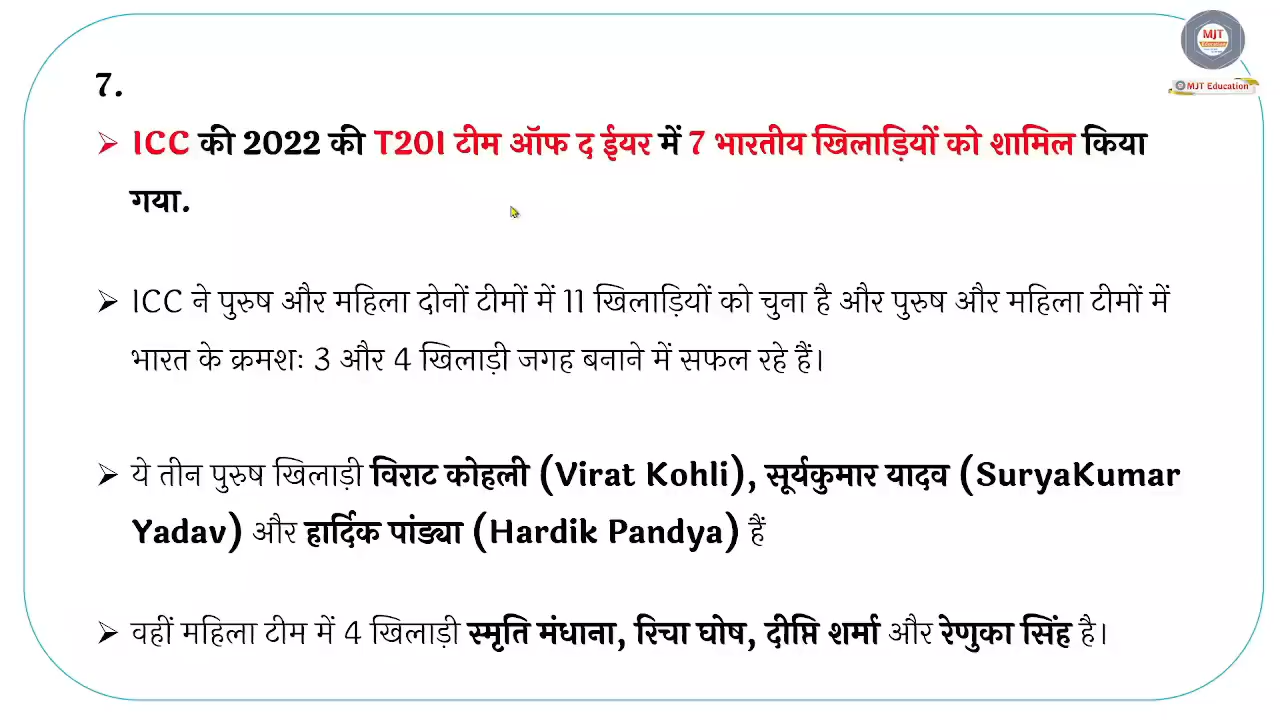 MJT
Education
MJT Education
7.
➢ ICC की 2022 की T20I टीम ऑफ द ईयर में 7 भारतीय खिलाड़ियों को शामिल किया
गया.
➢ ICC ने पुरुष और महिला दोनों टीमों में 11 खिलाड़ियों को चुना है और पुरुष और महिला टीमों में
भारत के क्रमशः 3 और 4 खिलाड़ी जगह बनाने में सफल रहे हैं।
➢ ये तीन पुरुष खिलाड़ी विराट कोहली (Virat Kohli), सूर्यकुमार यादव (SuryaKumar
Yadav) और हार्दिक पांड्या (Hardik Pandya) हैं
➢ वहीं महिला टीम में 4 खिलाड़ी स्मृति मंधाना, रिचा घोष, दीप्ति शर्मा और रेणुका सिंह है।